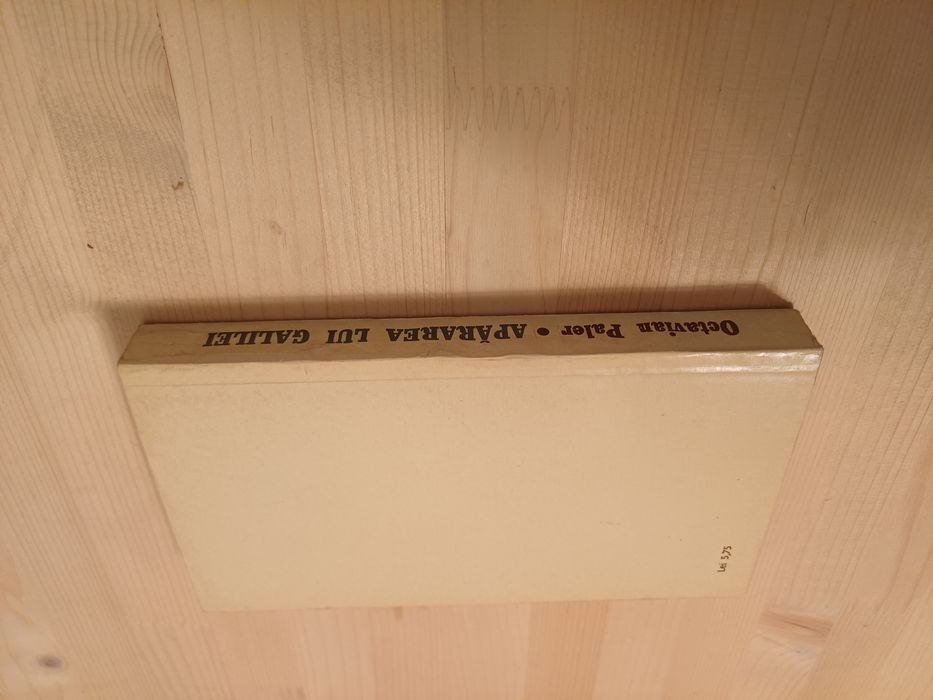 Octavian Paler • APĂRAREA LUI GALILEI
Lei 5,75